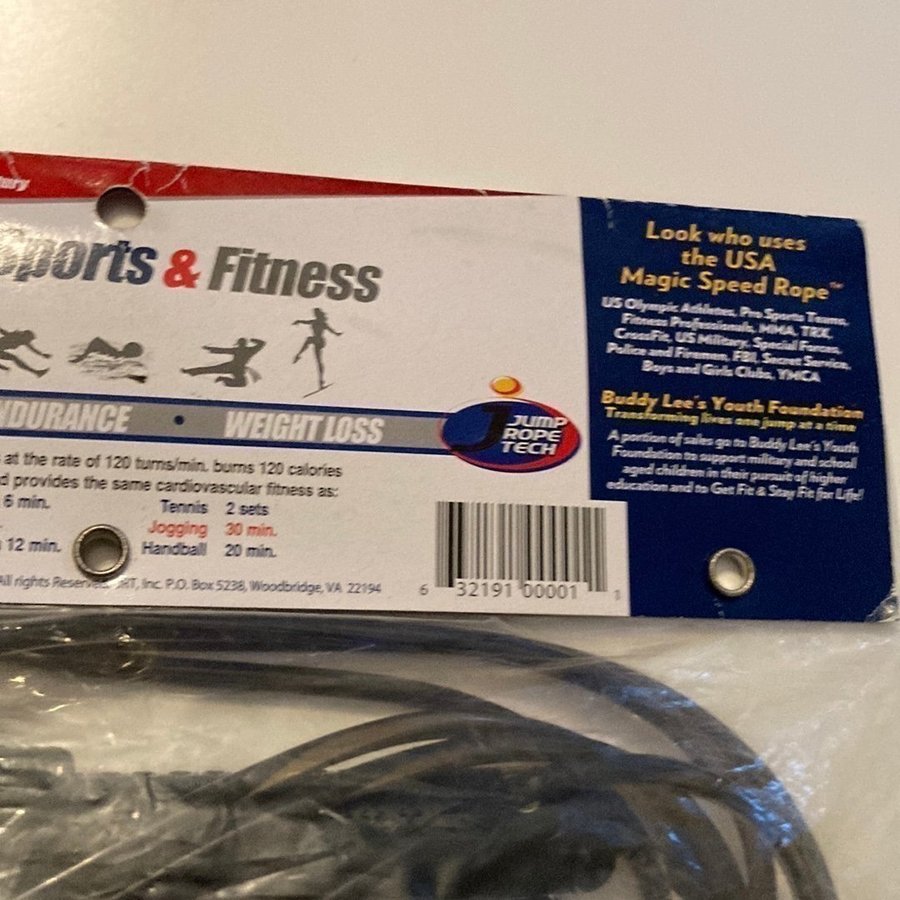 Sports & Fitness
NDURANCE • WEIGHT LOSS
JUMP
ROPE
TECH
at the rate of 120 turns/min. burns 120 calories
d provides the same cardiovascular fitness as:
6 min. Tennis 2 sets
Jogging 30 min.
12 min. Handball 20 min.
All rights Inc. P.O. Box 5238, Woodbridge, VA 22194
6 32191 00001 1
Look who uses
the USA
Magic Speed Rope™
US Olympic Athletes, Pro Sports Teams,
Fitness Professionals, MMA, TRX,
CrossFit, US Military, Special Forces,
Police and Firemen, FBI, Secret Service,
Boys and Girls Clubs, YMCA
Buddy Lee's Youth Foundation
Transforming lives one jump at a time
A portion of sales go to Buddy Lee's Youth
Foundation to support military and school
aged children in their pursuit of higher
education and to Get Fit & Stay Fit for Life!